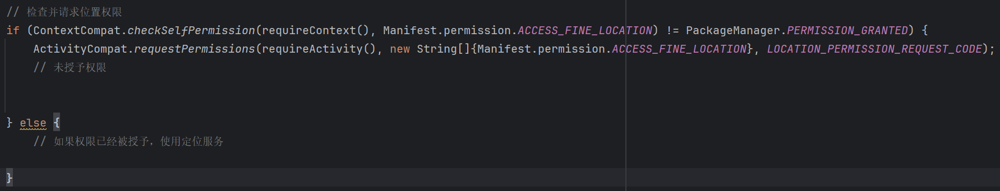 // 检查并请求位置权限
if (ContextCompat.checkSelfPermission(requireContext(), Manifest.permission.ACCESS_FINE_LOCATION) != PackageManager.PERMISSION_GRANTED) {
ActivityCompat.requestPermissions(requireActivity(), new String[]{Manifest.permission.ACCESS_FINE_LOCATION}, LOCATION_PERMISSION_REQUEST_CODE);
// 未授予权限
} else {
// 如果权限已经被授予，使用定位服务
}